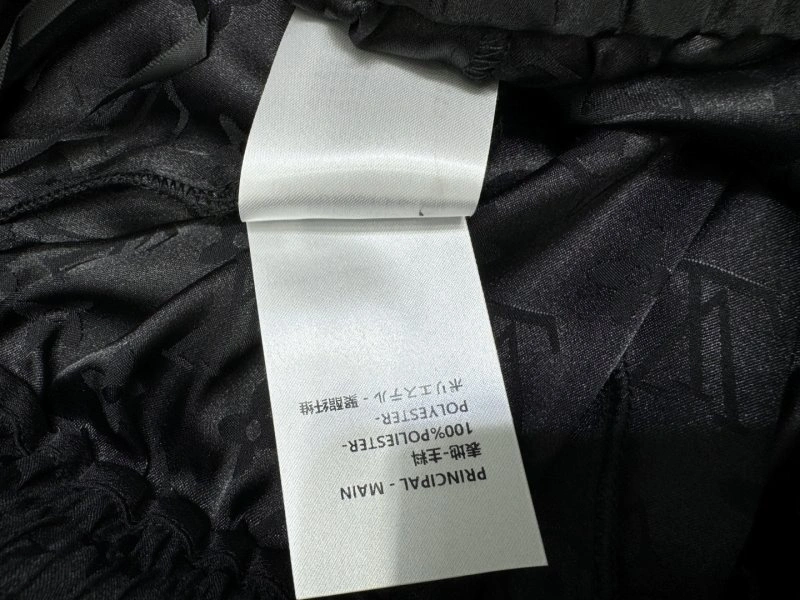 PRINCIPAL - MAIN
表地-主料
100%POLIESTER-
POLYESTER-
ポリエステル - 聚酯纤维